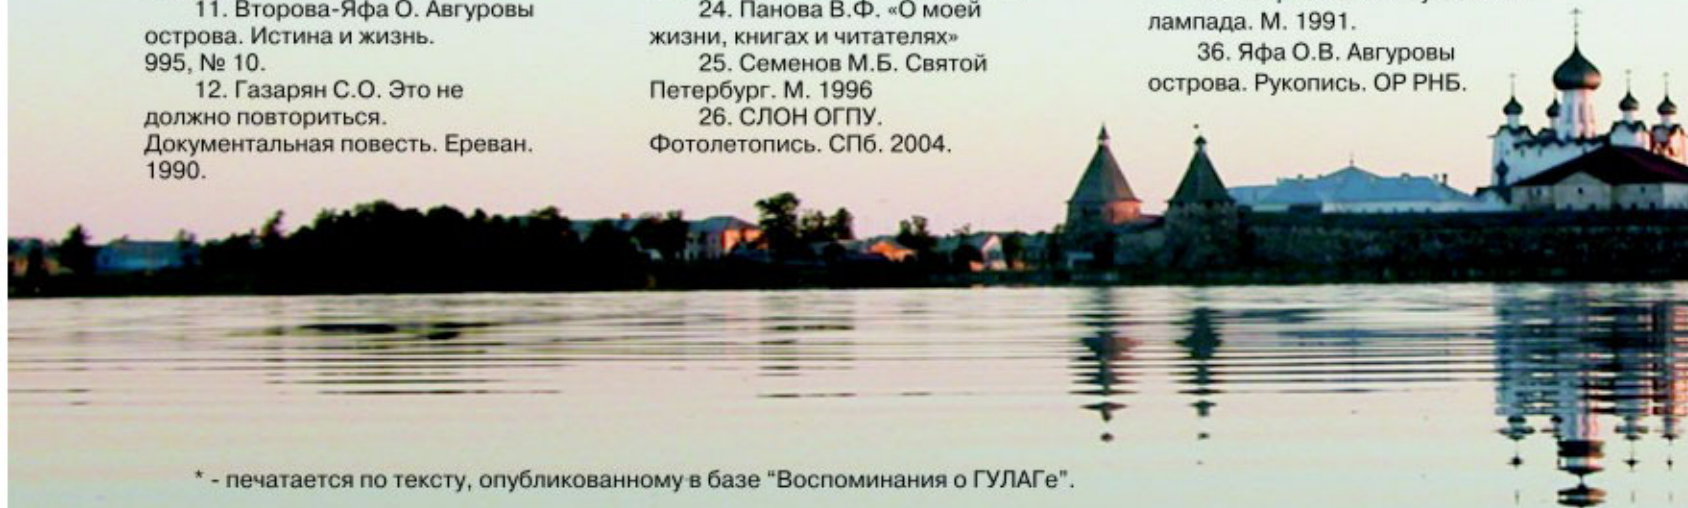 11. Второва-Яфа О. Авгуровы
острова. Истина и жизнь.
995, № 10.
12. Газарян С.О. Это не
должно повториться.
Документальная повесть. Ереван.
1990.
24. Панова В.Ф. «О моей
жизни, книгах и читателях»
25. Семенов М.Б. Святой
Петербург. М. 1996
26. СЛОН ОГПУ.
Фотолетопись. СПб. 2004.
лампада. М. 1991.
36. Яфа О.В. Авгуровы
острова. Рукопись. ОР РНБ.
* - печатается по тексту, опубликованному в базе “Воспоминания о ГУЛАГе”.